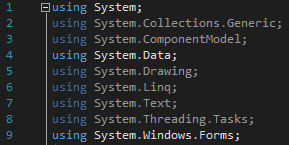 1 using System;
2 using System.Collections.Generic;
3 using System.ComponentModel;
4 using System.Data;
5 using System.Drawing;
6 using System.Linq;
7 using System.Text;
8 using System.Threading.Tasks;
9 using System.Windows.Forms;